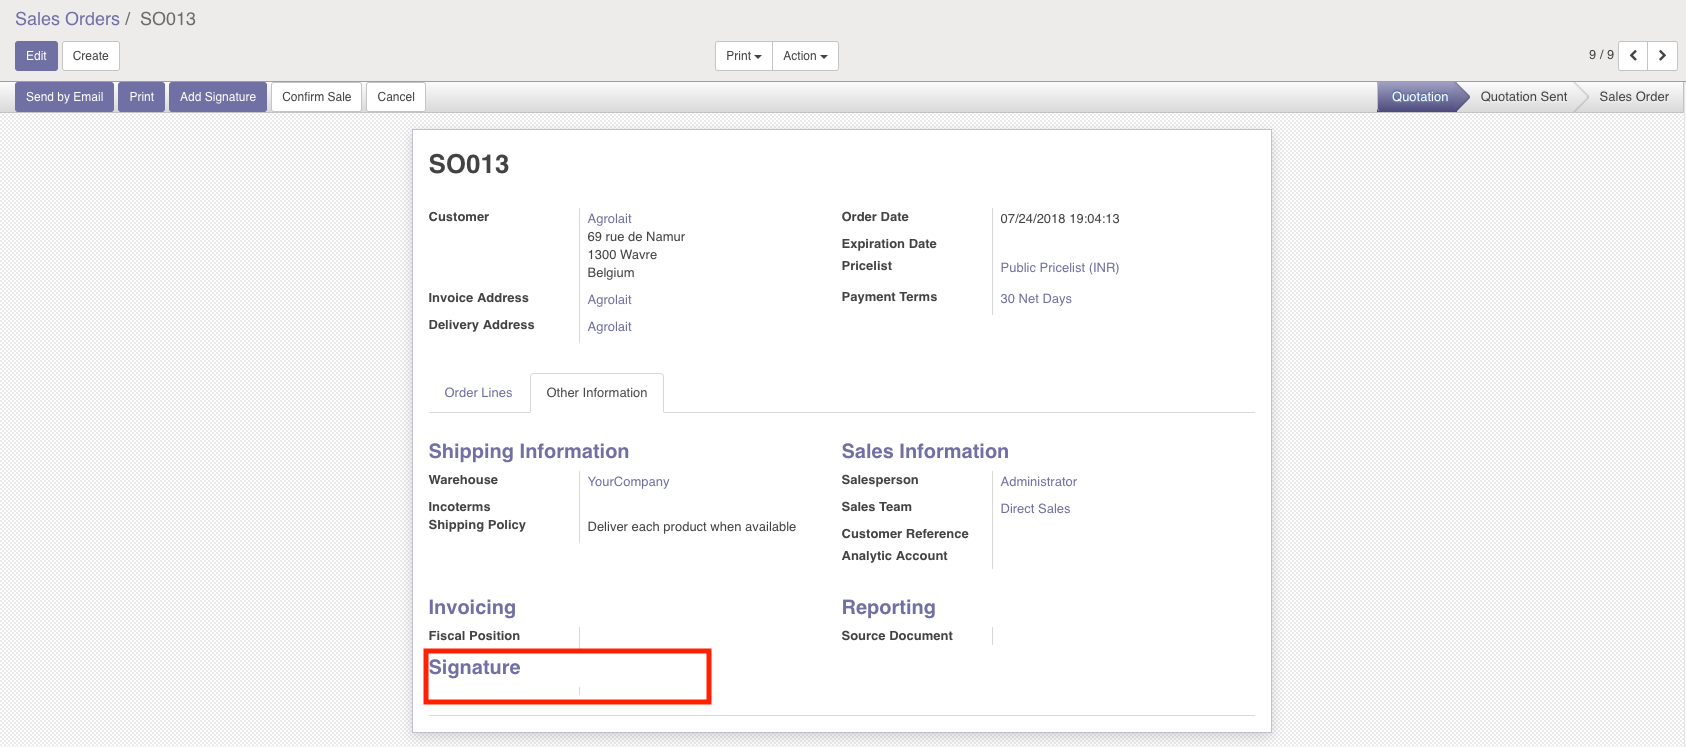 Sales Orders / SO013
Edit Create Print Action 9 / 9
Send by Email Print Add Signature Confirm Sale Cancel Quotation Quotation Sent Sales Order
SO013
Customer Agrolait
69 rue de Namur
1300 Wavre
Belgium
Invoice Address Agrolait
Delivery Address Agrolait
Order Date 07/24/2018 19:04:13
Expiration Date
Pricelist Public Pricelist (INR)
Payment Terms 30 Net Days
Order Lines Other Information
Shipping Information
Warehouse YourCompany
Incoterms
Shipping Policy Deliver each product when available
Sales Information
Salesperson Administrator
Sales Team Direct Sales
Customer Reference
Analytic Account
Invoicing
Fiscal Position
Reporting
Source Document
Signature